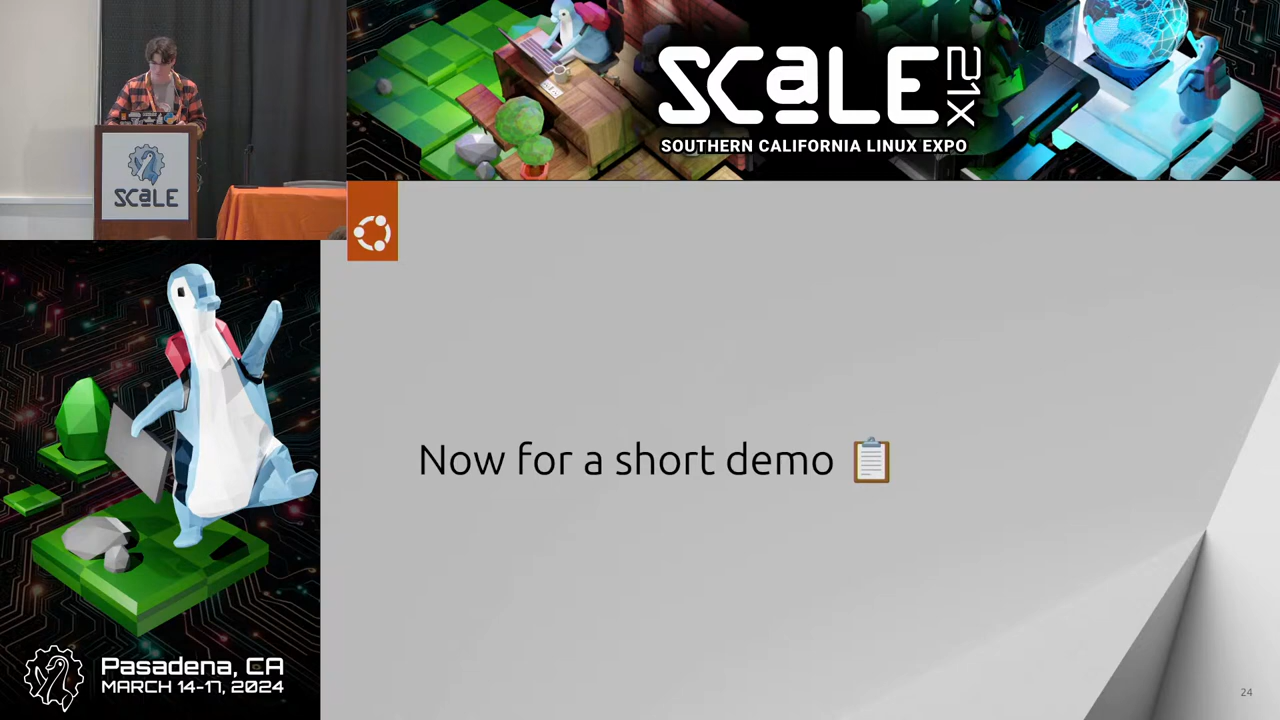 SCALE
21X
SOUTHERN CALIFORNIA LINUX EXPO
SCALE
Now for a short demo 📋
Pasadena, CA
MARCH 14-17, 2024
24